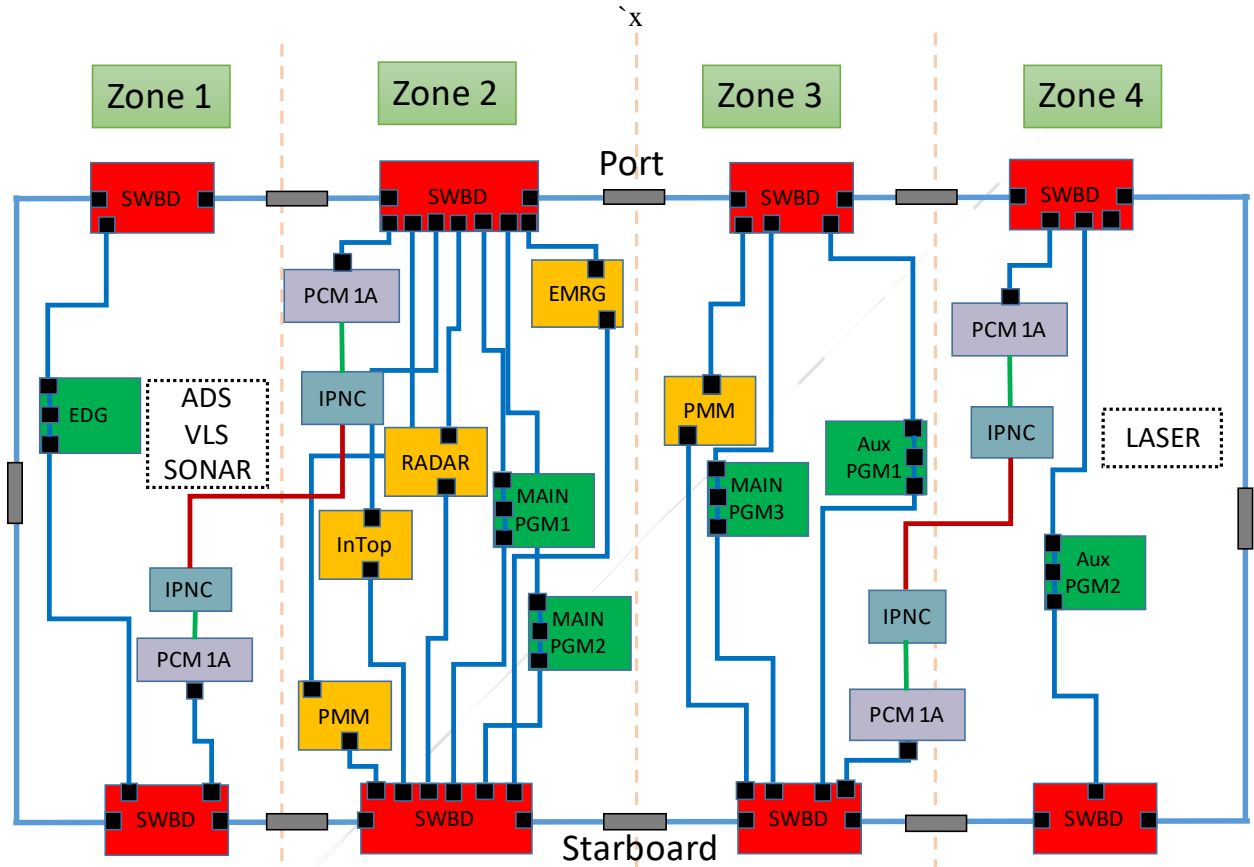 `x
Zone 1
Zone 2
Zone 3
Zone 4
Port
SWBD
SWBD
SWBD
SWBD
PCM 1A
EMRG
PCM 1A
EDG
ADS
VLS
SONAR
IPNC
PMM
IPNC
LASER
RADAR
Aux
PGM1
MAIN
PGM1
MAIN
PGM3
InTop
Aux
PGM2
IPNC
IPNC
MAIN
PGM2
PCM 1A
PMM
PCM 1A
SWBD
SWBD
SWBD
SWBD
Starboard